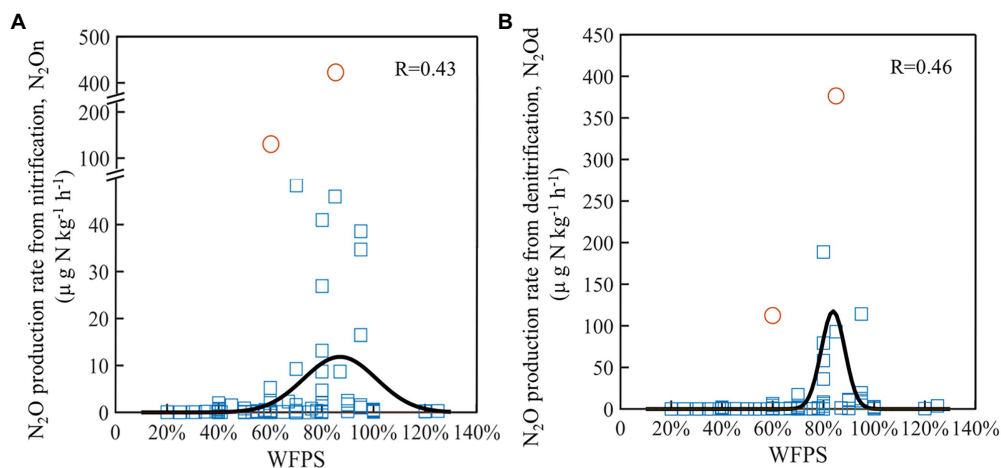 A
N₂O production rate from nitrification, N₂On
(μ g N kg⁻¹ h⁻¹)
500
400
200
100
40
30
20
10
0
R=0.43
0 20% 40% 60% 80% 100% 120% 140%
WFPS
B
N₂O production rate from denitrification, N₂Od
(μ g N kg⁻¹ h⁻¹)
450
400
350
300
250
200
150
100
50
0
R=0.46
0 20% 40% 60% 80% 100% 120% 140%
WFPS